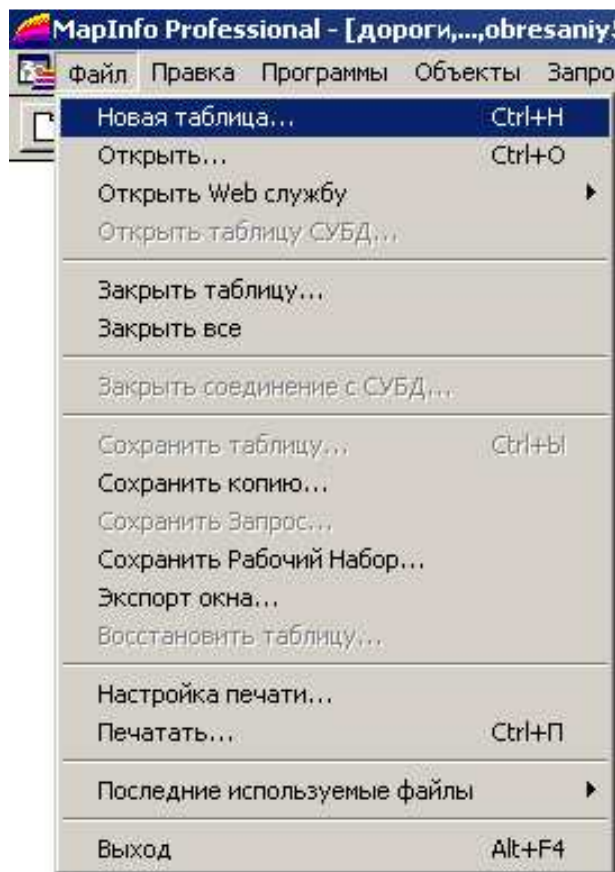 MapInfo Professional - [дороги,...,obresaniy
Файл Правка Программы Объекты Запро
Новая таблица... Ctrl+Н
Открыть... Ctrl+О
Открыть Web службу
Открыть таблицу СУБД...
Закрыть таблицу...
Закрыть все
Закрыть соединение с СУБД...
Сохранить таблицу... Ctrl+Ы
Сохранить копию...
Сохранить Запрос...
Сохранить Рабочий Набор...
Экспорт окна...
Восстановить таблицу...
Настройка печати...
Печатать... Ctrl+П
Последние используемые файлы
Выход Alt+F4